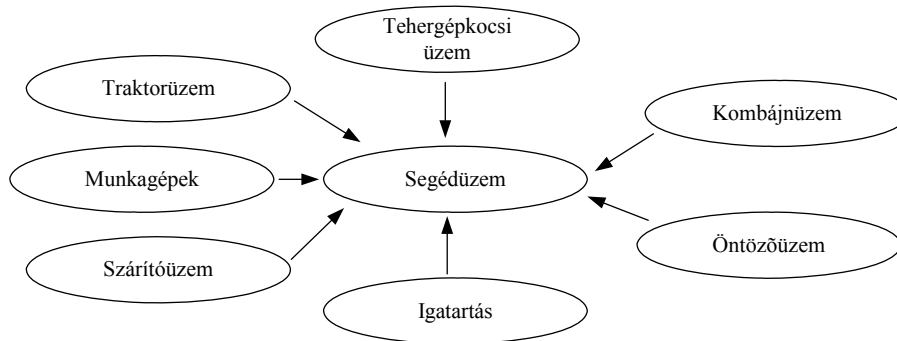 Tehergépkocsi
üzem
Traktorüzem
Kombájnüzem
Munkagépek
Segédüzem
Öntözõüzem
Szárítóüzem
Igatartás